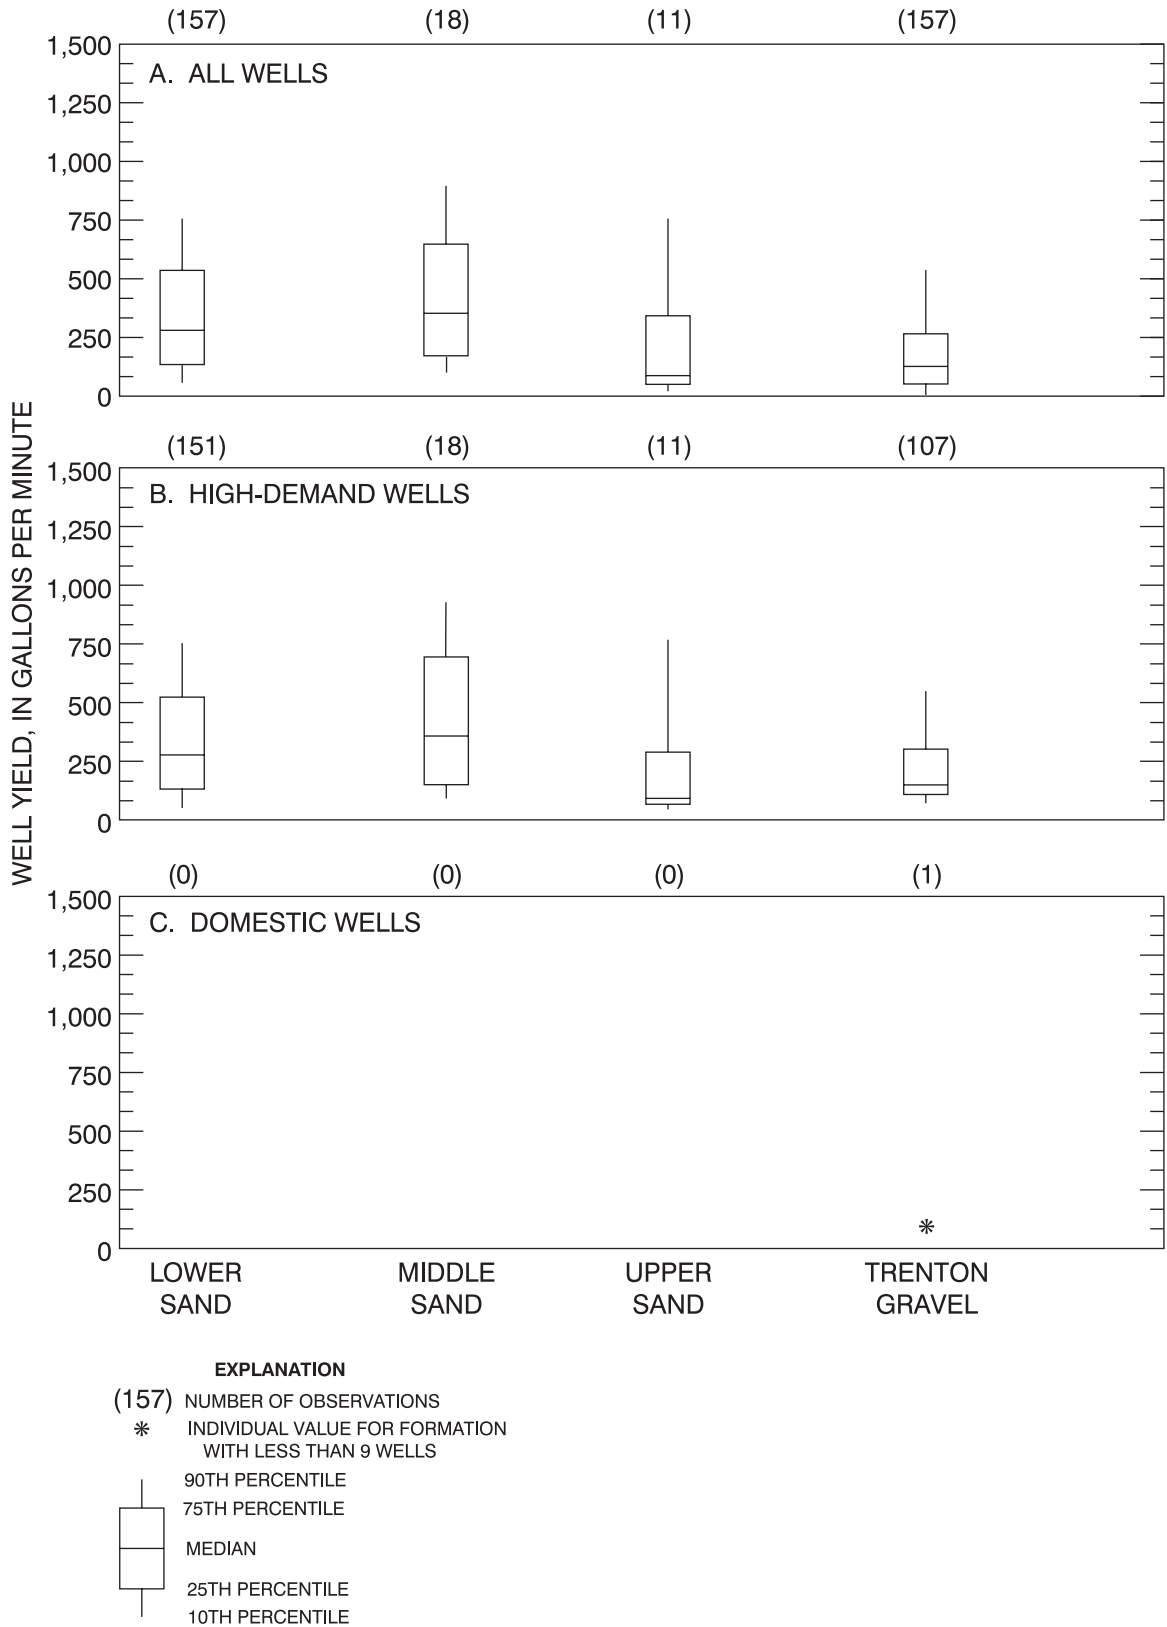 (157) (18) (11) (157)
1,500
A. ALL WELLS
1,250
1,000
750
500
250
0
WELL YIELD, IN GALLONS PER MINUTE
(151) (18) (11) (107)
1,500
B. HIGH-DEMAND WELLS
1,250
1,000
750
500
250
0
(0) (0) (0) (1)
1,500
C. DOMESTIC WELLS
1,250
1,000
750
500
250
0
LOWER MIDDLE UPPER TRENTON
SAND SAND SAND GRAVEL
EXPLANATION
(157) NUMBER OF OBSERVATIONS
* INDIVIDUAL VALUE FOR FORMATION
WITH LESS THAN 9 WELLS
90TH PERCENTILE
75TH PERCENTILE
MEDIAN
25TH PERCENTILE
10TH PERCENTILE